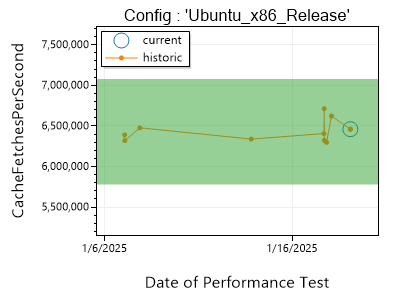 Config : 'Ubuntu_x86_Release'
current
historic
CacheFetchesPerSecond
7,500,000
7,000,000
6,500,000
6,000,000
5,500,000
1/6/2025
1/16/2025
Date of Performance Test